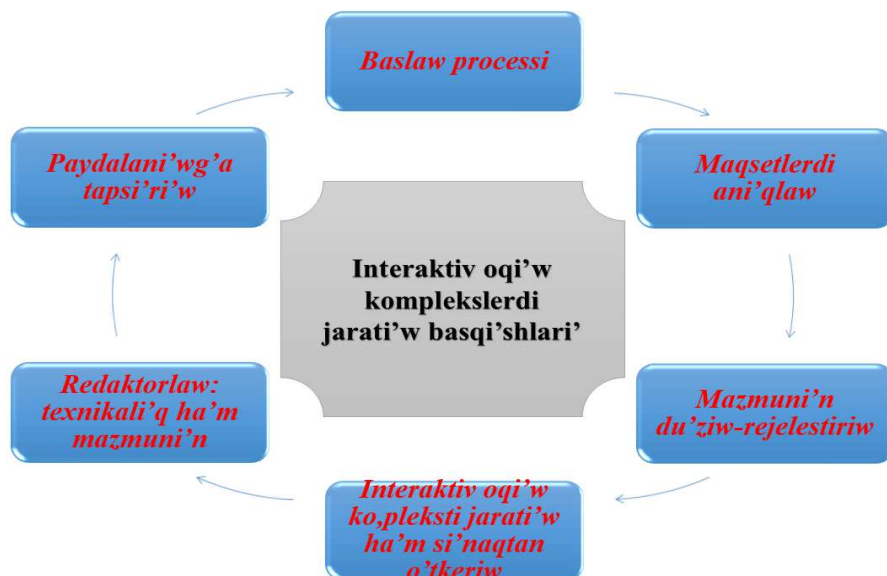 Baslaw processi
Maqsetlerdi
ani’qlaw
Mazmuni’n
du’ziw-rejelestiriw
Interaktiv oqi’w
ko,pleksti jarati’w
ha’m si’naqtan
o’tkeriw
Redaktorlaw:
texnikali’q ha’m
mazmuni’n
Paydalani’wg’a
tapsi’ri’w
Interaktiv oqi’w
komplekslerdi
jarati’w basqi’shlari’